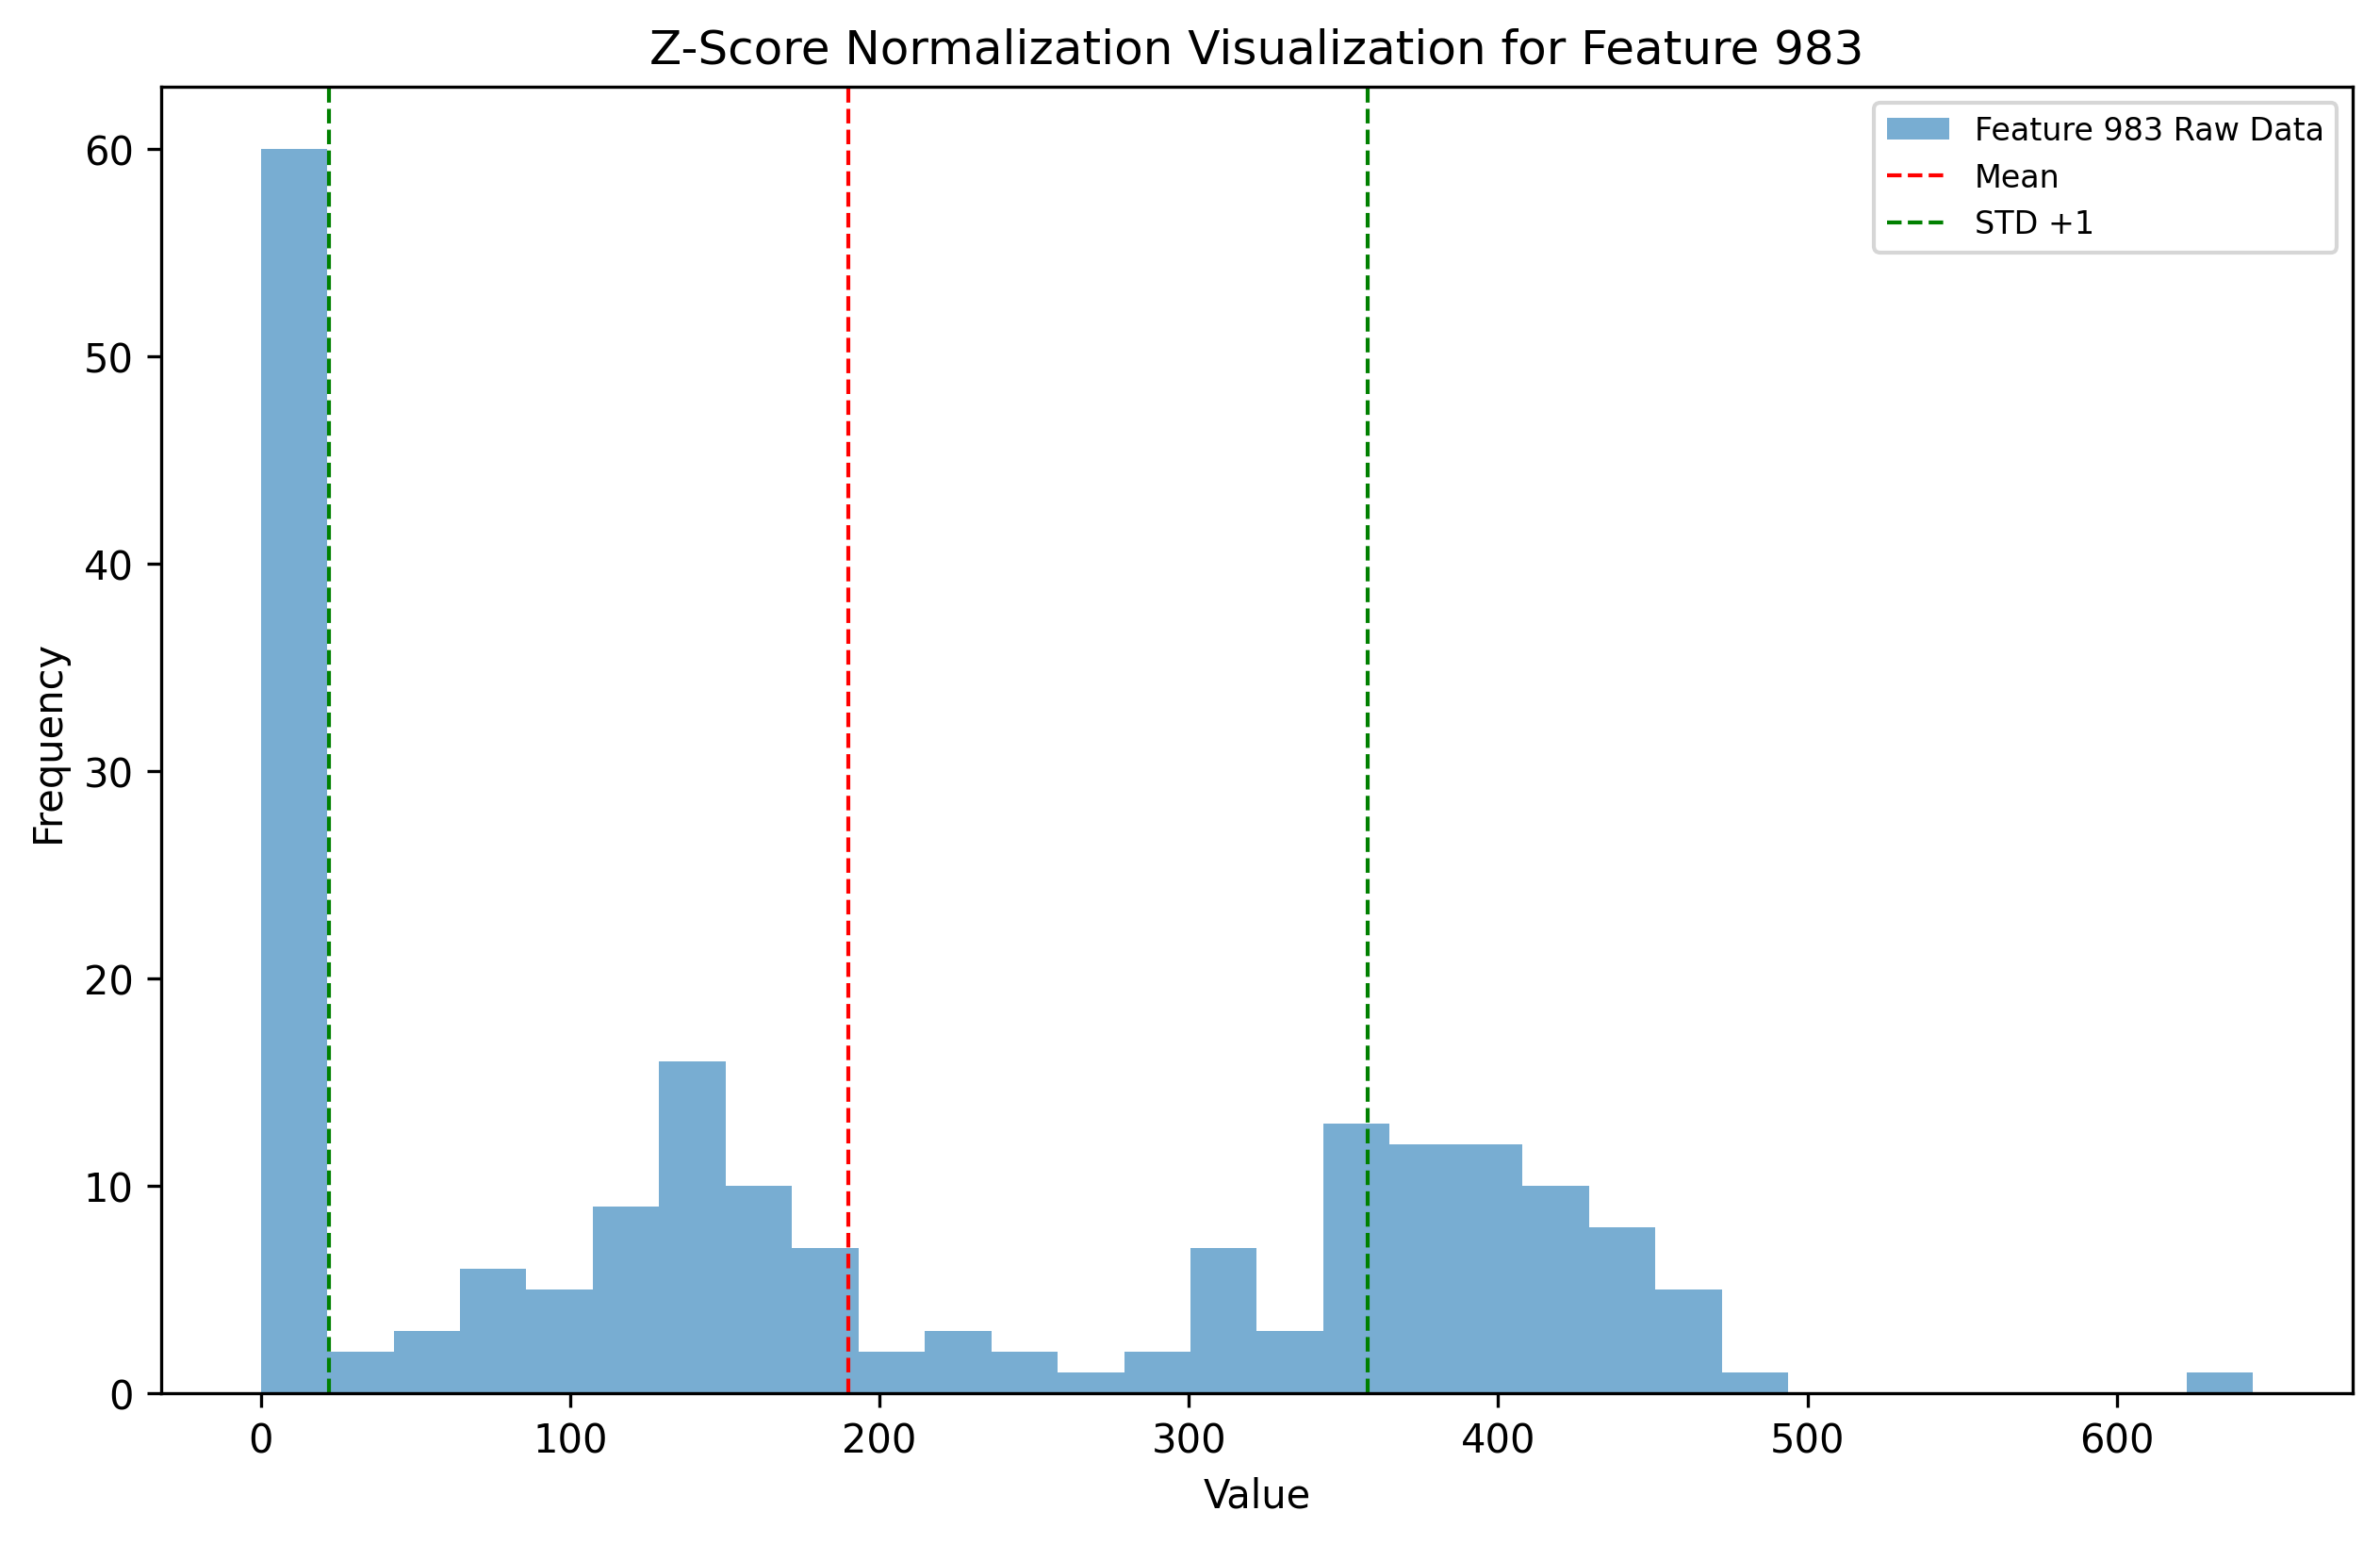 Z-Score Normalization Visualization for Feature 983
Feature 983 Raw Data
Mean
STD +1
60
50
40
30
20
10
0
Frequency
0 100 200 300 400 500 600
Value